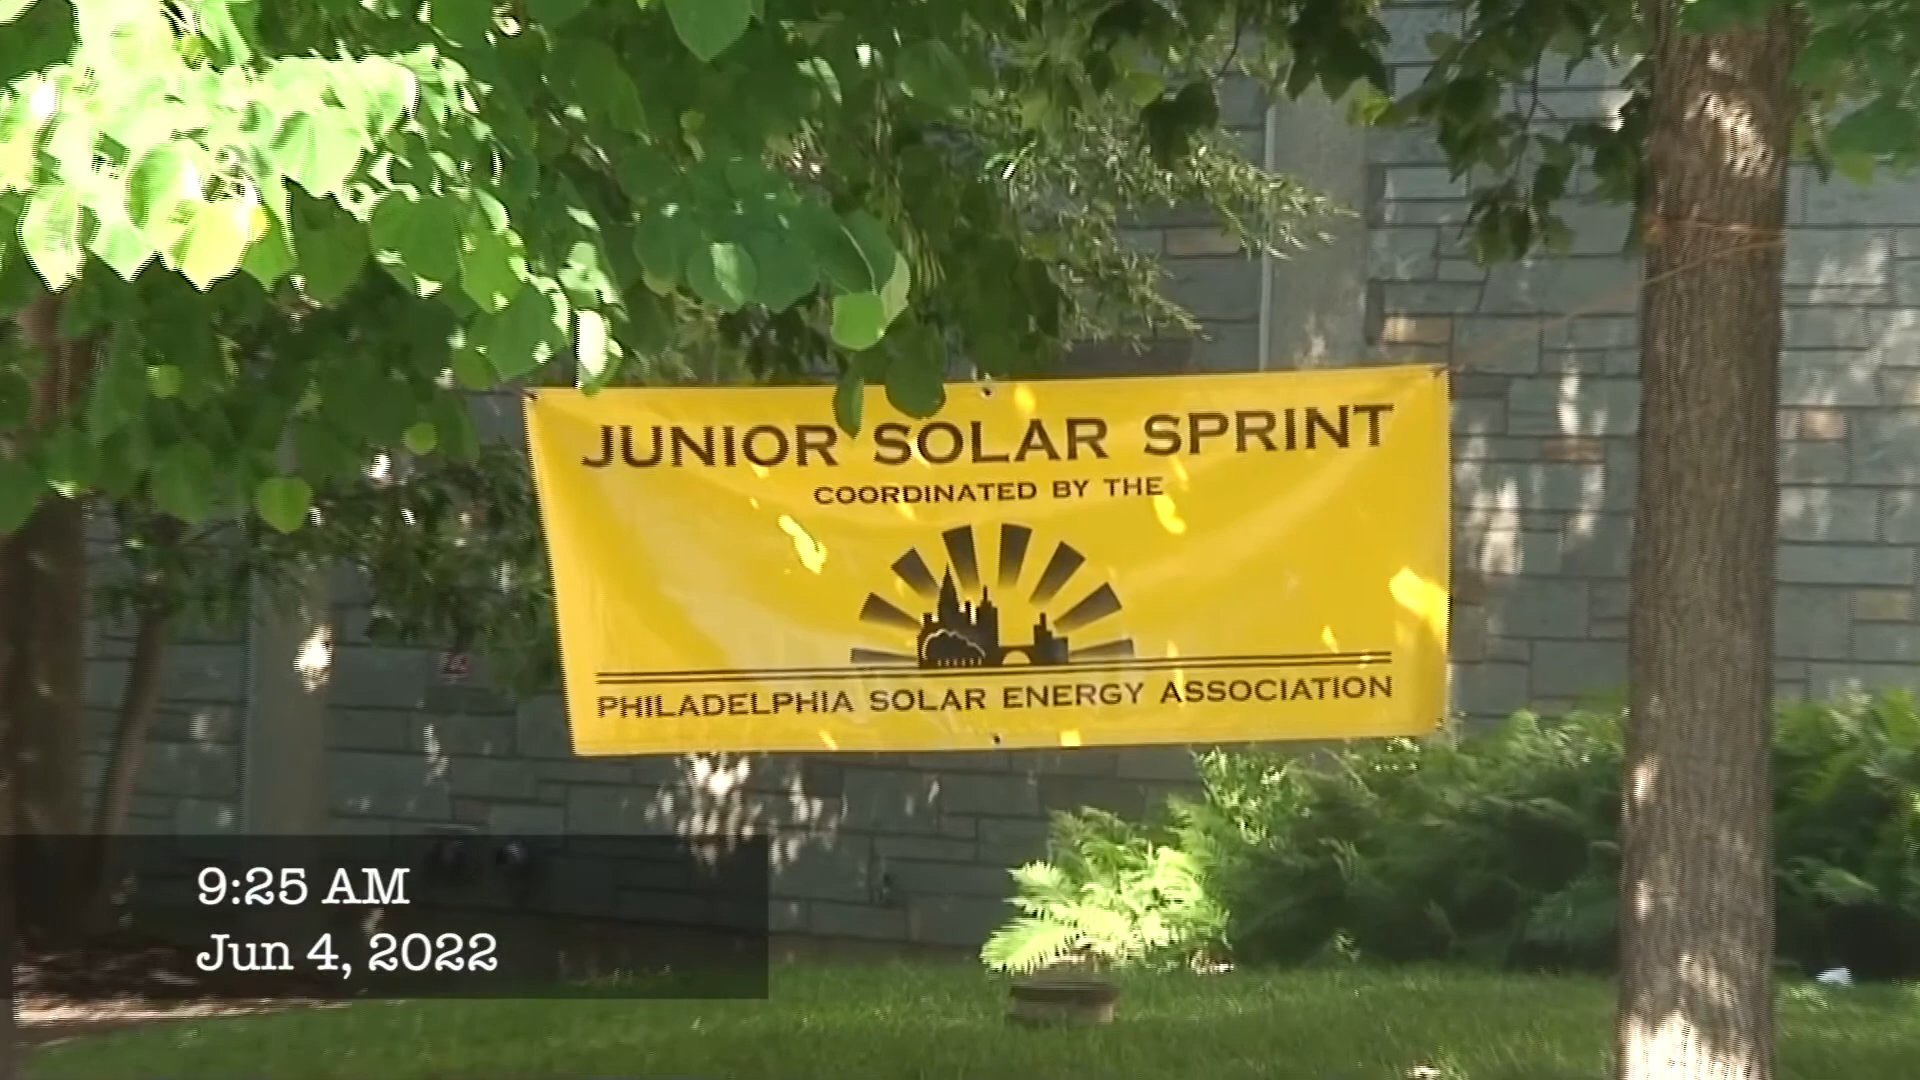 JUNIOR SOLAR SPRINT
COORDINATED BY THE
PHILADELPHIA SOLAR ENERGY ASSOCIATION
9:25 AM
Jun 4, 2022